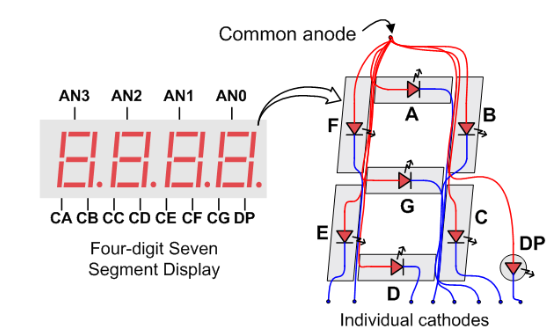 Common anode
AN3 AN2 AN1 AN0
CA CB CC CD CE CF CG DP
Four-digit Seven
Segment Display
A
F
B
G
E
C
DP
D
Individual cathodes